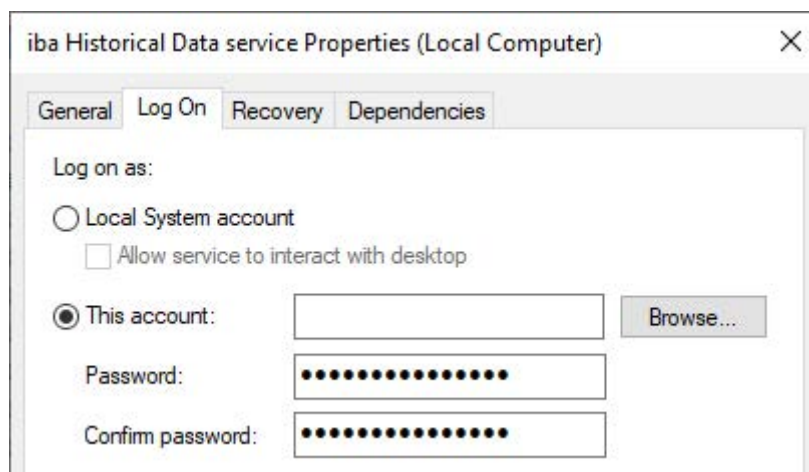 iba Historical Data service Properties (Local Computer)
General Log On Recovery Dependencies
Log on as:
Local System account
Allow service to interact with desktop
This account: Browse...
Password: •••••••••••••••
Confirm password: •••••••••••••••